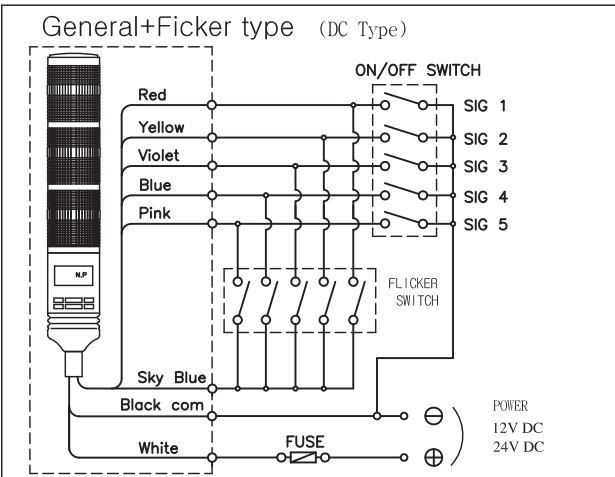 General+Ficker type (DC Type)
ON/OFF SWITCH
Red
SIG 1
Yellow
SIG 2
Violet
SIG 3
Blue
SIG 4
Pink
SIG 5
N.P
FLICKER
SWITCH
Sky Blue
Black com
POWER
12V DC
24V DC
White
FUSE